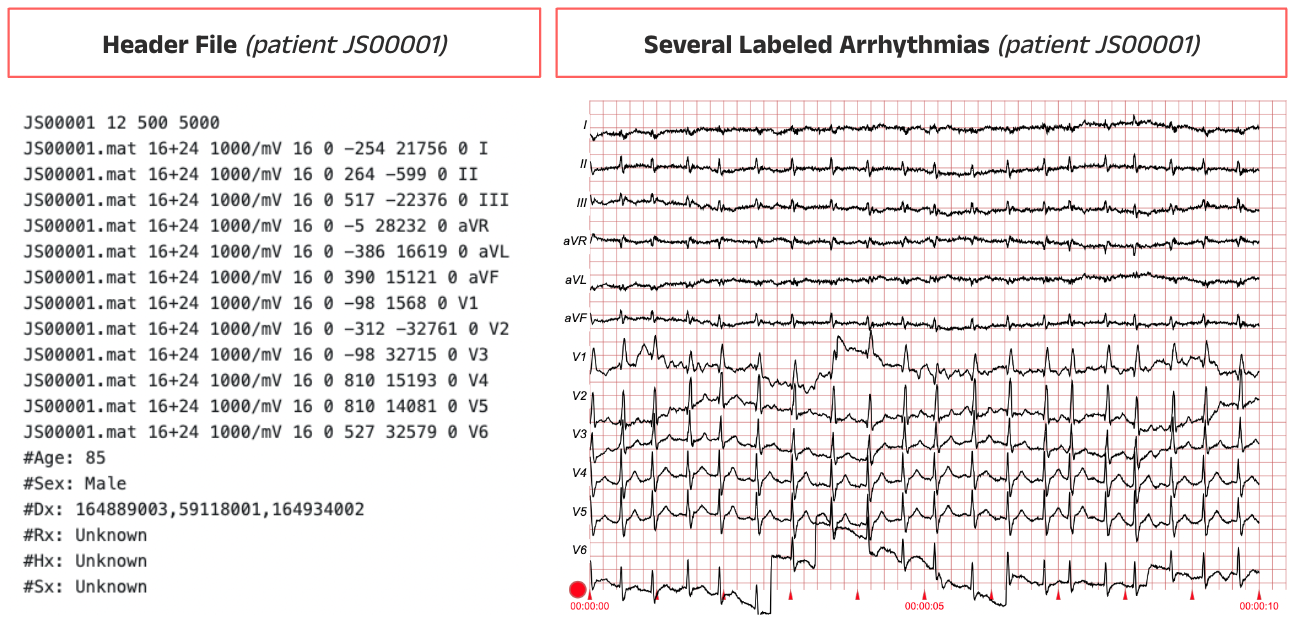 Header File (patient JS00001)
Several Labeled Arrhythmias (patient JS00001)
JS00001 12 500 5000
JS00001.mat 16+24 1000/mV 16 0 -254 21756 0 I
JS00001.mat 16+24 1000/mV 16 0 264 -599 0 II
JS00001.mat 16+24 1000/mV 16 0 517 -22376 0 III
JS00001.mat 16+24 1000/mV 16 0 -5 28232 0 aVR
JS00001.mat 16+24 1000/mV 16 0 -386 16619 0 aVL
JS00001.mat 16+24 1000/mV 16 0 390 15121 0 aVF
JS00001.mat 16+24 1000/mV 16 0 -98 1568 0 V1
JS00001.mat 16+24 1000/mV 16 0 -312 -32761 0 V2
JS00001.mat 16+24 1000/mV 16 0 -98 32715 0 V3
JS00001.mat 16+24 1000/mV 16 0 810 15193 0 V4
JS00001.mat 16+24 1000/mV 16 0 810 14081 0 V5
JS00001.mat 16+24 1000/mV 16 0 527 32579 0 V6
#Age: 85
#Sex: Male
#Dx: 164889003,59118001,164934002
#Rx: Unknown
#Hx: Unknown
#Sx: Unknown
I
II
III
aVR
aVL
aVF
V1
V2
V3
V4
V5
V6
00:00:00
00:00:05
00:00:10